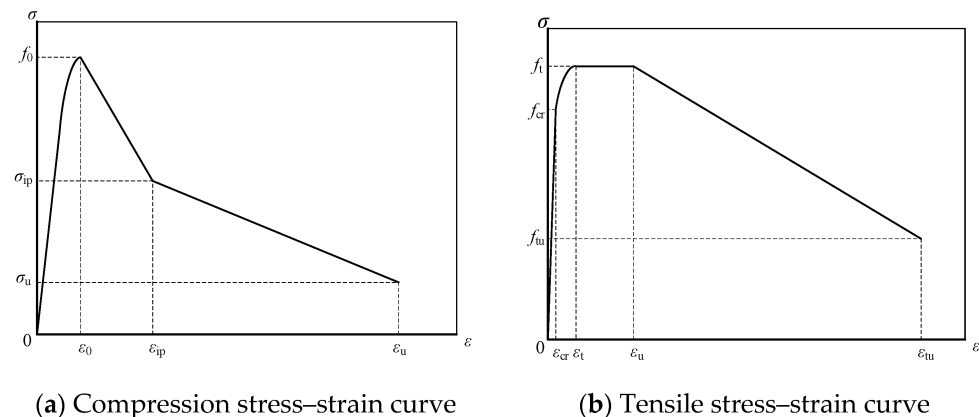 σ
f0
σip
σu
0
ε0
εip
εu
ε
(a) Compression stress–strain curve
σ
ft
fcr
ftu
0
εcr
εt
εu
εtu
ε
(b) Tensile stress–strain curve